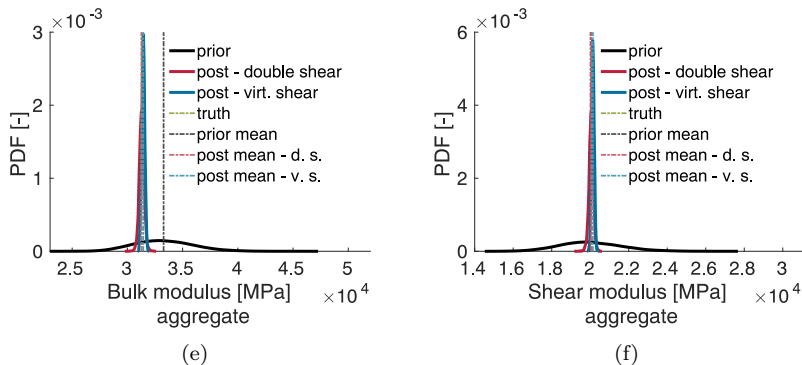 ×10⁻³
3
2
1
0
PDF [-]
prior
post - double shear
post - virt. shear
truth
prior mean
post mean - d. s.
post mean - v. s.
2.5 3 3.5 4 4.5 5
Bulk modulus [MPa]
×10⁴
aggregate
(e)
×10⁻³
6
4
2
0
PDF [-]
prior
post - double shear
post - virt. shear
truth
prior mean
post mean - d. s.
post mean - v. s.
1.4 1.6 1.8 2 2.2 2.4 2.6 2.8 3
Shear modulus [MPa]
×10⁴
aggregate
(f)